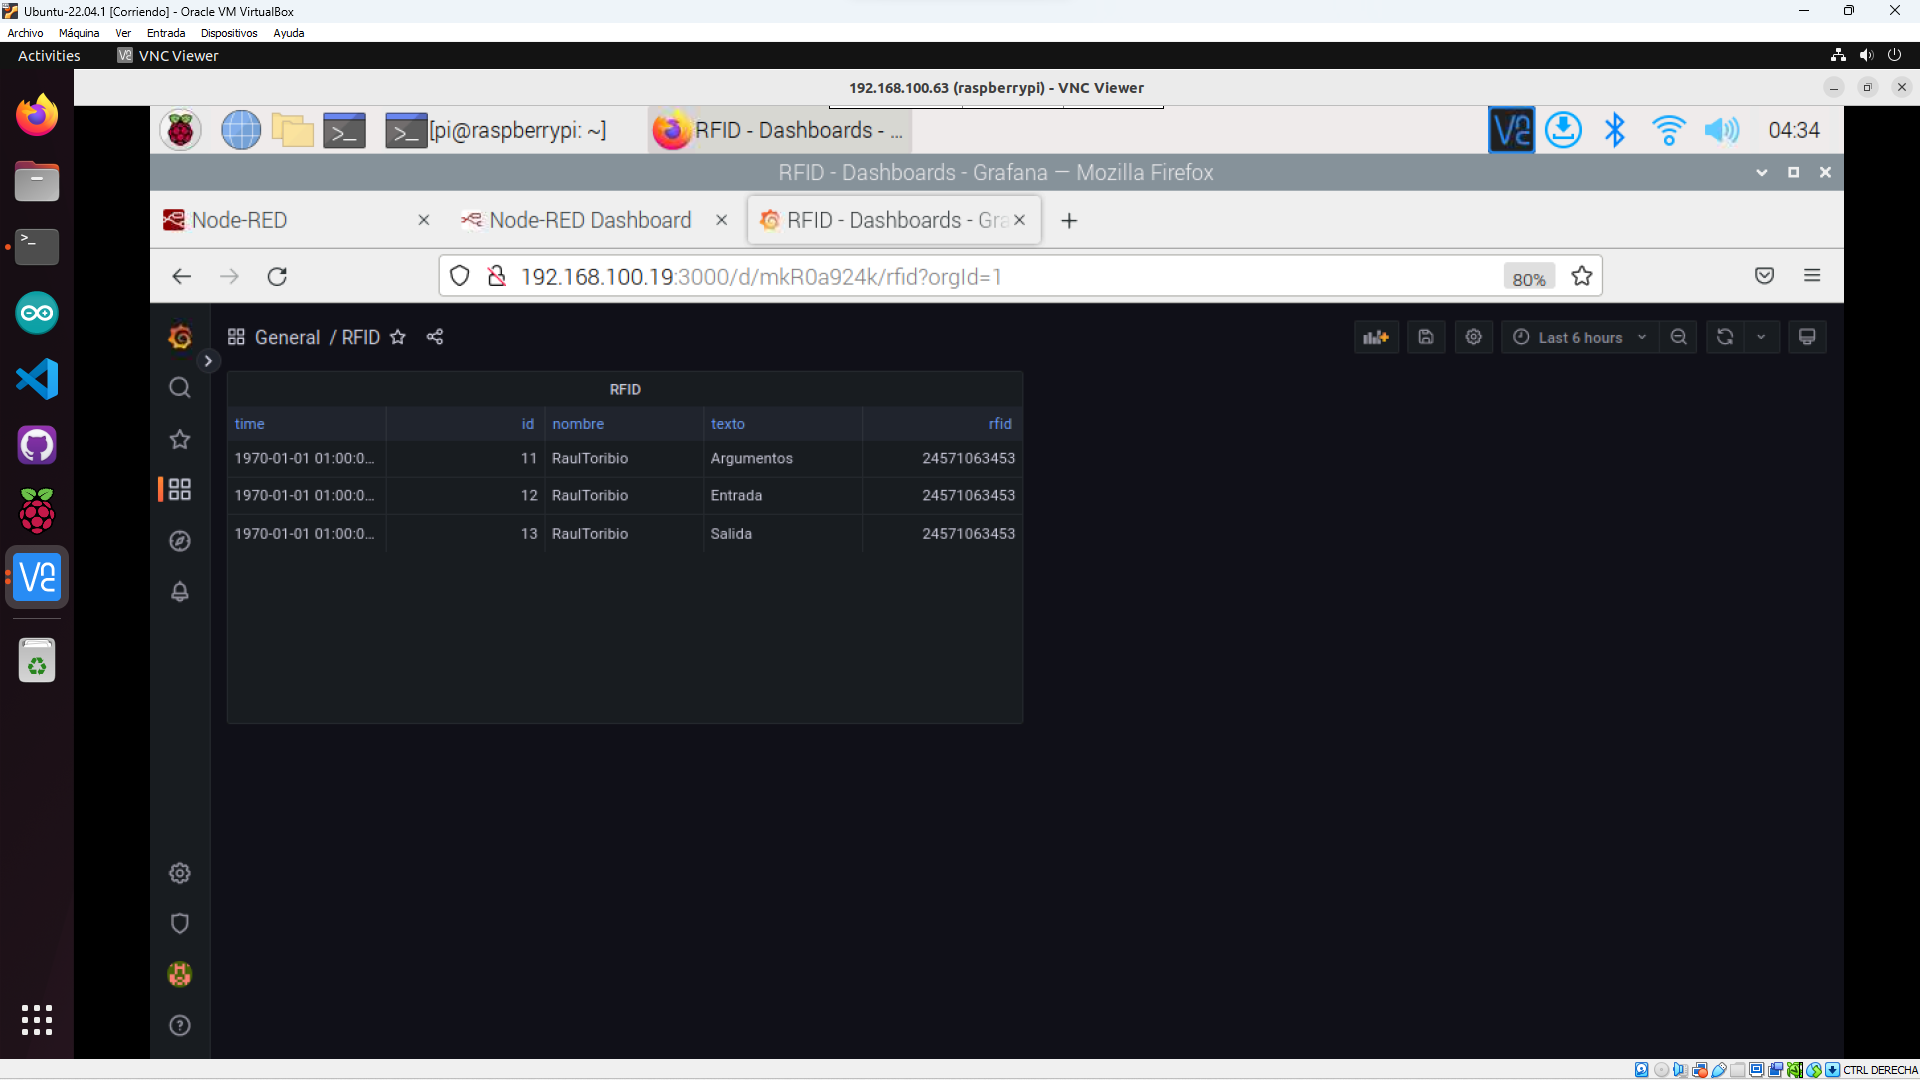 Ubuntu-22.04.1 [Corriendo] - Oracle VM VirtualBox
Archivo Máquina Ver Entrada Dispositivos Ayuda
Activities VNC Viewer
192.168.100.63 (raspberrypi) - VNC Viewer
[pi@raspberrypi: ~] RFID - Dashboards - ... 04:34
RFID - Dashboards - Grafana — Mozilla Firefox
Node-RED Node-RED Dashboard RFID - Dashboards - Gra
192.168.100.19:3000/d/mkR0a924k/rfid?orgId=1 80%
General / RFID Last 6 hours
RFID
time id nombre texto rfid
1970-01-01 01:00:0... 11 RaulToribio Argumentos 24571063453
1970-01-01 01:00:0... 12 RaulToribio Entrada 24571063453
1970-01-01 01:00:0... 13 RaulToribio Salida 24571063453
CTRL DERECHA